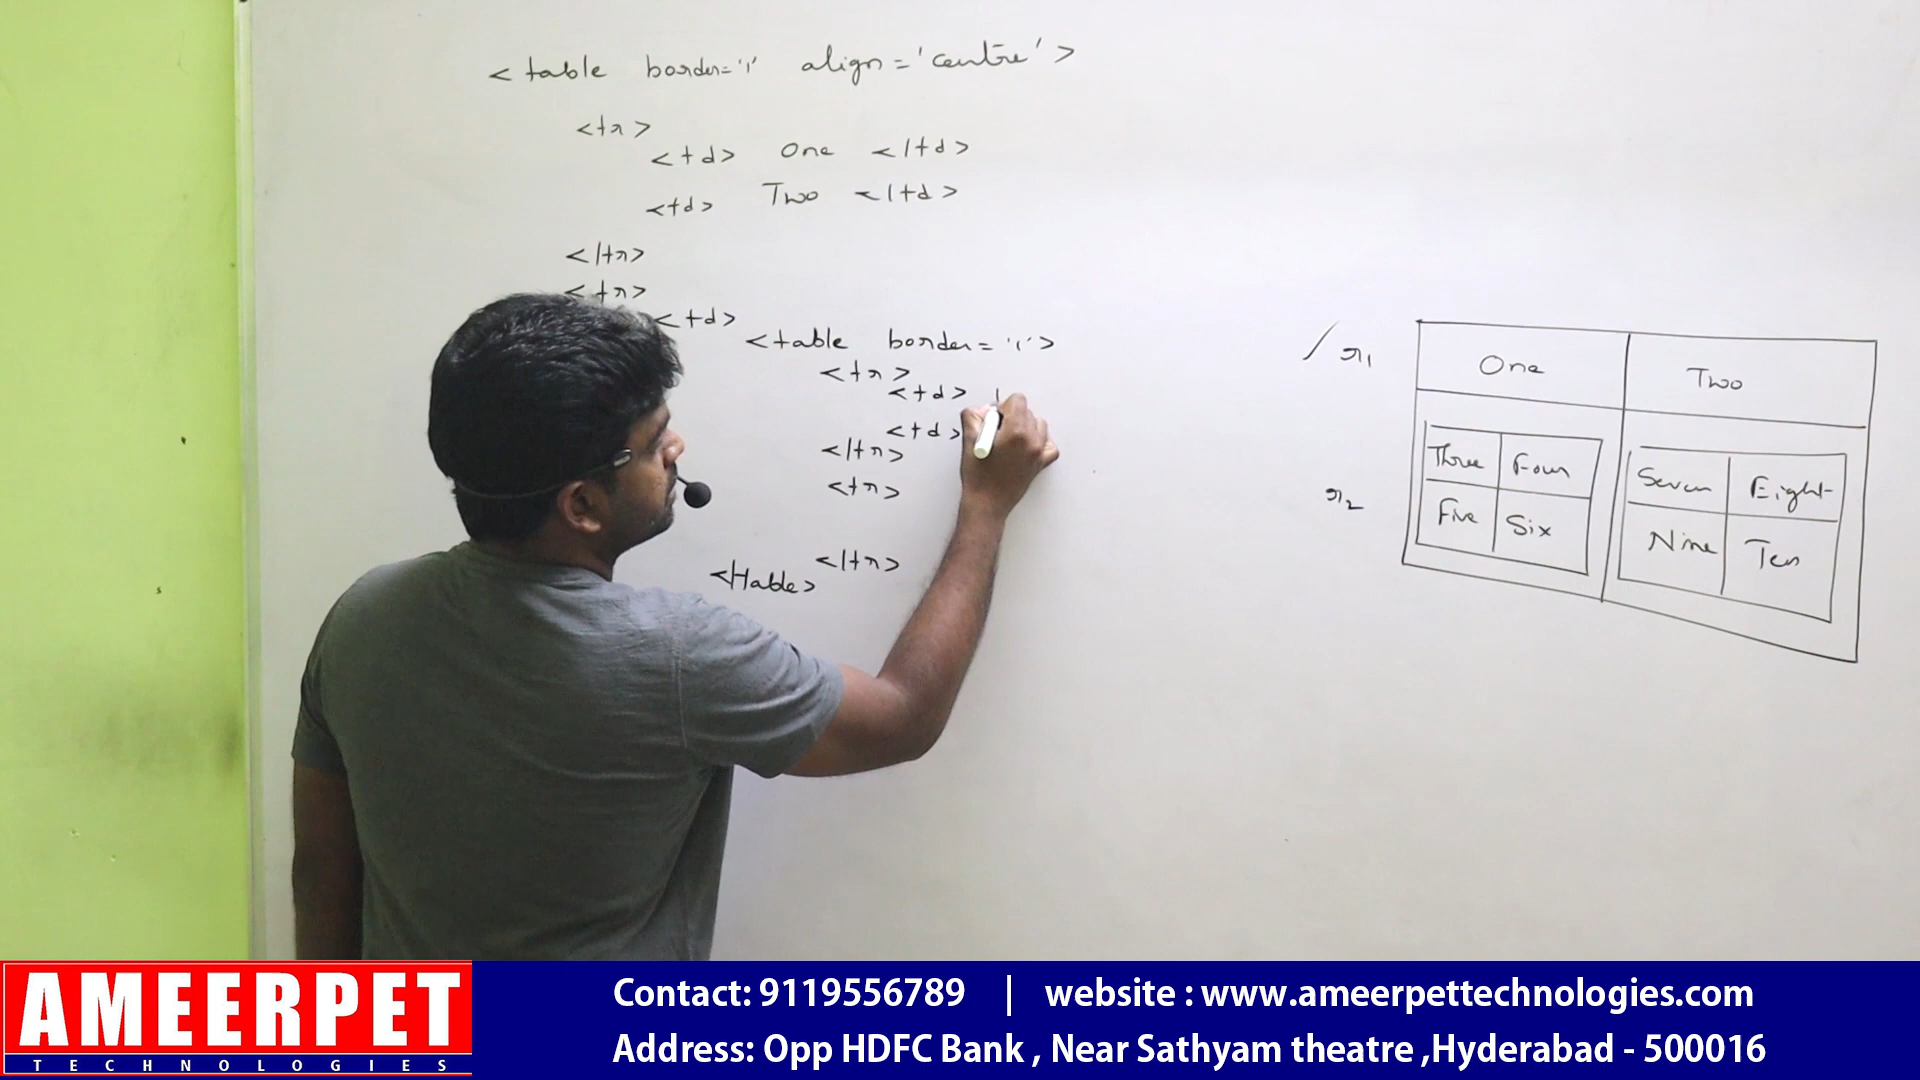 <table border='1' align='centre'>
<tr>
<td> One </td>
<td> Two </td>
</tr>
<tr>
<td>
<table border='1'>
<tr>
<td>
<td>
</tr>
<tr>
</tr>
</table>
r1
One Two
r2
Three Four
Five Six
Seven Eight
Nine Ten
AMEERPET
TECHNOLOGIES
Contact: 9119556789 | website : www.ameerpettechnologies.com
Address: Opp HDFC Bank , Near Sathyam theatre ,Hyderabad - 500016